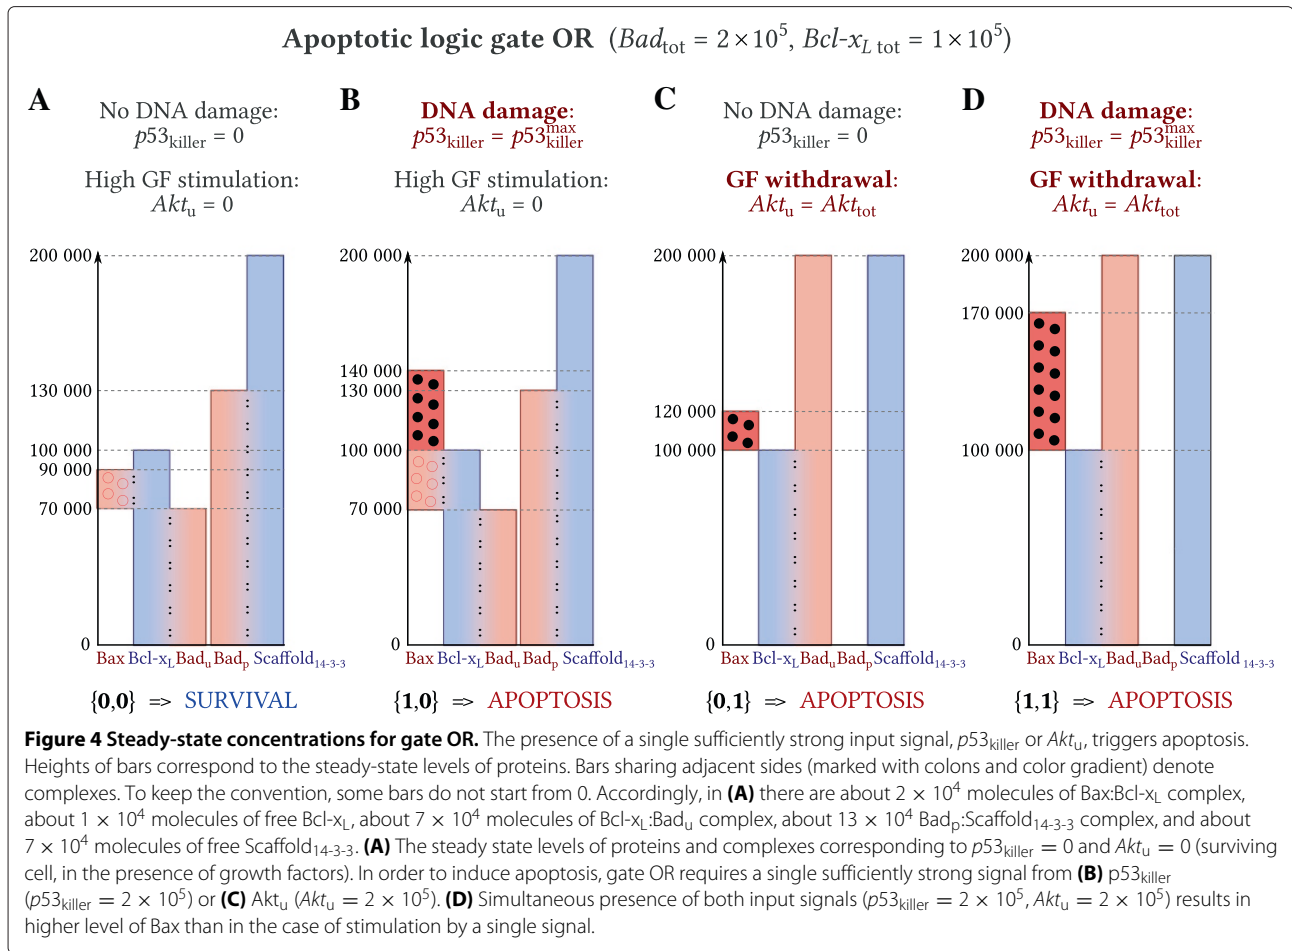 Apoptotic logic gate OR (Bad_tot = 2×10^5, Bcl-x_L tot = 1×10^5)
A
No DNA damage:
p53_killer = 0
High GF stimulation:
Akt_u = 0
200 000
130 000
100 000
90 000
70 000
0
Bax Bcl-x_L Bad_u Bad_p Scaffold_14-3-3
{0,0} => SURVIVAL
B
DNA damage:
p53_killer = p53_killer^max
High GF stimulation:
Akt_u = 0
200 000
140 000
130 000
100 000
70 000
0
Bax Bcl-x_L Bad_u Bad_p Scaffold_14-3-3
{1,0} => APOPTOSIS
C
No DNA damage:
p53_killer = 0
GF withdrawal:
Akt_u = Akt_tot
200 000
120 000
100 000
0
Bax Bcl-x_L Bad_u Bad_p Scaffold_14-3-3
{0,1} => APOPTOSIS
D
DNA damage:
p53_killer = p53_killer^max
GF withdrawal:
Akt_u = Akt_tot
200 000
170 000
100 000
0
Bax Bcl-x_L Bad_u Bad_p Scaffold 14-3-3
{1,1} => APOPTOSIS
Figure 4 Steady-state concentrations for gate OR. The presence of a single sufficiently strong input signal, p53_killer or Akt_u, triggers apoptosis.
Heights of bars correspond to the steady-state levels of proteins. Bars sharing adjacent sides (marked with colons and color gradient) denote
complexes. To keep the convention, some bars do not start from 0. Accordingly, in (A) there are about 2 × 10^4 molecules of Bax:Bcl-x_L complex,
about 1 × 10^4 molecules of free Bcl-x_L, about 7 × 10^4 molecules of Bcl-x_L:Bad_u complex, about 13 × 10^4 Bad_p:Scaffold_14-3-3 complex, and about
7 × 10^4 molecules of free Scaffold_14-3-3. (A) The steady state levels of proteins and complexes corresponding to p53_killer = 0 and Akt_u = 0 (surviving
cell, in the presence of growth factors). In order to induce apoptosis, gate OR requires a single sufficiently strong signal from (B) p53_killer
(p53_killer = 2 × 10^5) or (C) Akt_u (Akt_u = 2 × 10^5). (D) Simultaneous presence of both input signals (p53_killer = 2 × 10^5, Akt_u = 2 × 10^5) results in
higher level of Bax than in the case of stimulation by a single signal.